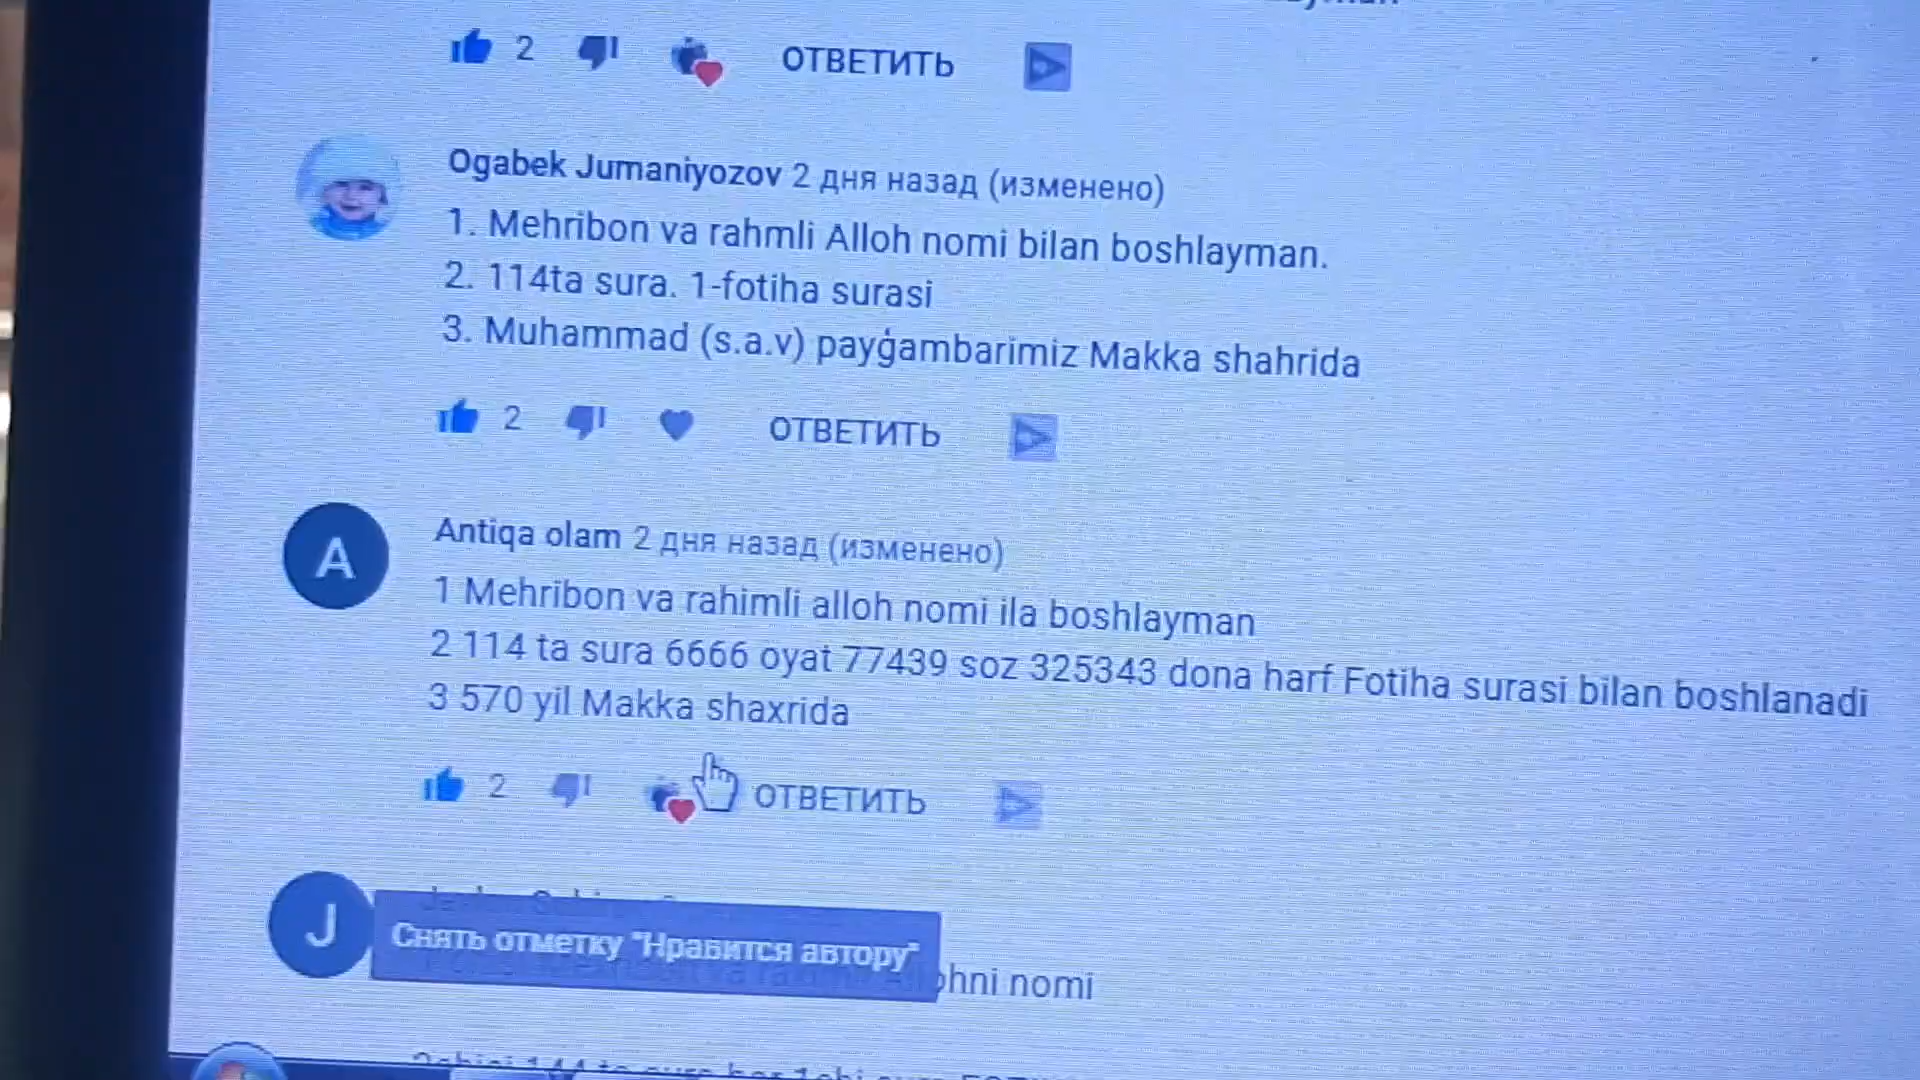 2 ОТВЕТИТЬ
Ogabek Jumaniyozov 2 дня назад (изменено)
1. Mehribon va rahmli Alloh nomi bilan boshlayman.
2. 114ta sura. 1-fotiha surasi
3. Muhammad (s.a.v) payģambarimiz Makka shahrida
2 ОТВЕТИТЬ
A
Antiqa olam 2 дня назад (изменено)
1 Mehribon va rahimli alloh nomi ila boshlayman
2 114 ta sura 6666 oyat 77439 soz 325343 dona harf Fotiha surasi bilan boshlanadi
3 570 yil Makka shaxrida
2 ОТВЕТИТЬ
J
Снять отметку "Нравится автору"
nomi